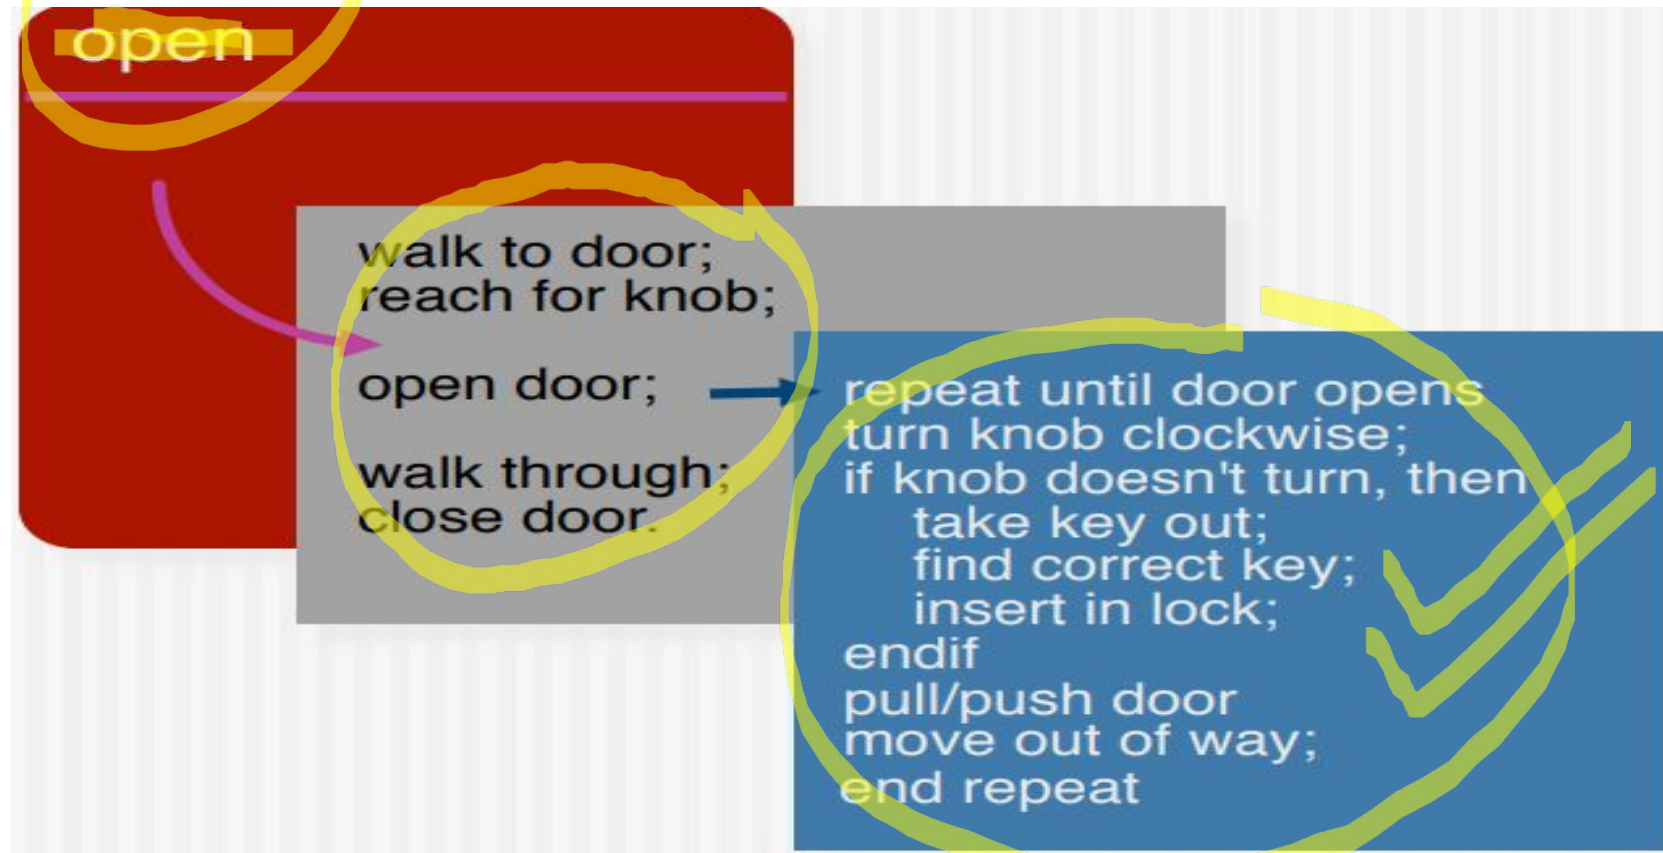 open
walk to door;
reach for knob;
open door;
walk through;
close door.
repeat until door opens
turn knob clockwise;
if knob doesn't turn, then
take key out;
find correct key;
insert in lock;
endif
pull/push door
move out of way;
end repeat